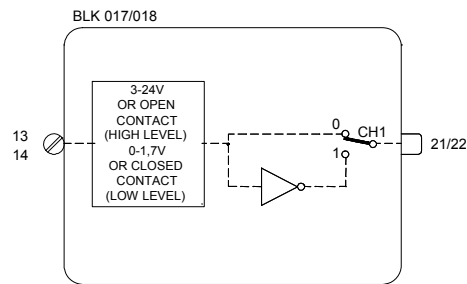 BLK 017/018
3-24V
OR OPEN
CONTACT
(HIGH LEVEL)
0-1,7V
OR CLOSED
CONTACT
(LOW LEVEL)
13
14
0
CH1
1
21/22